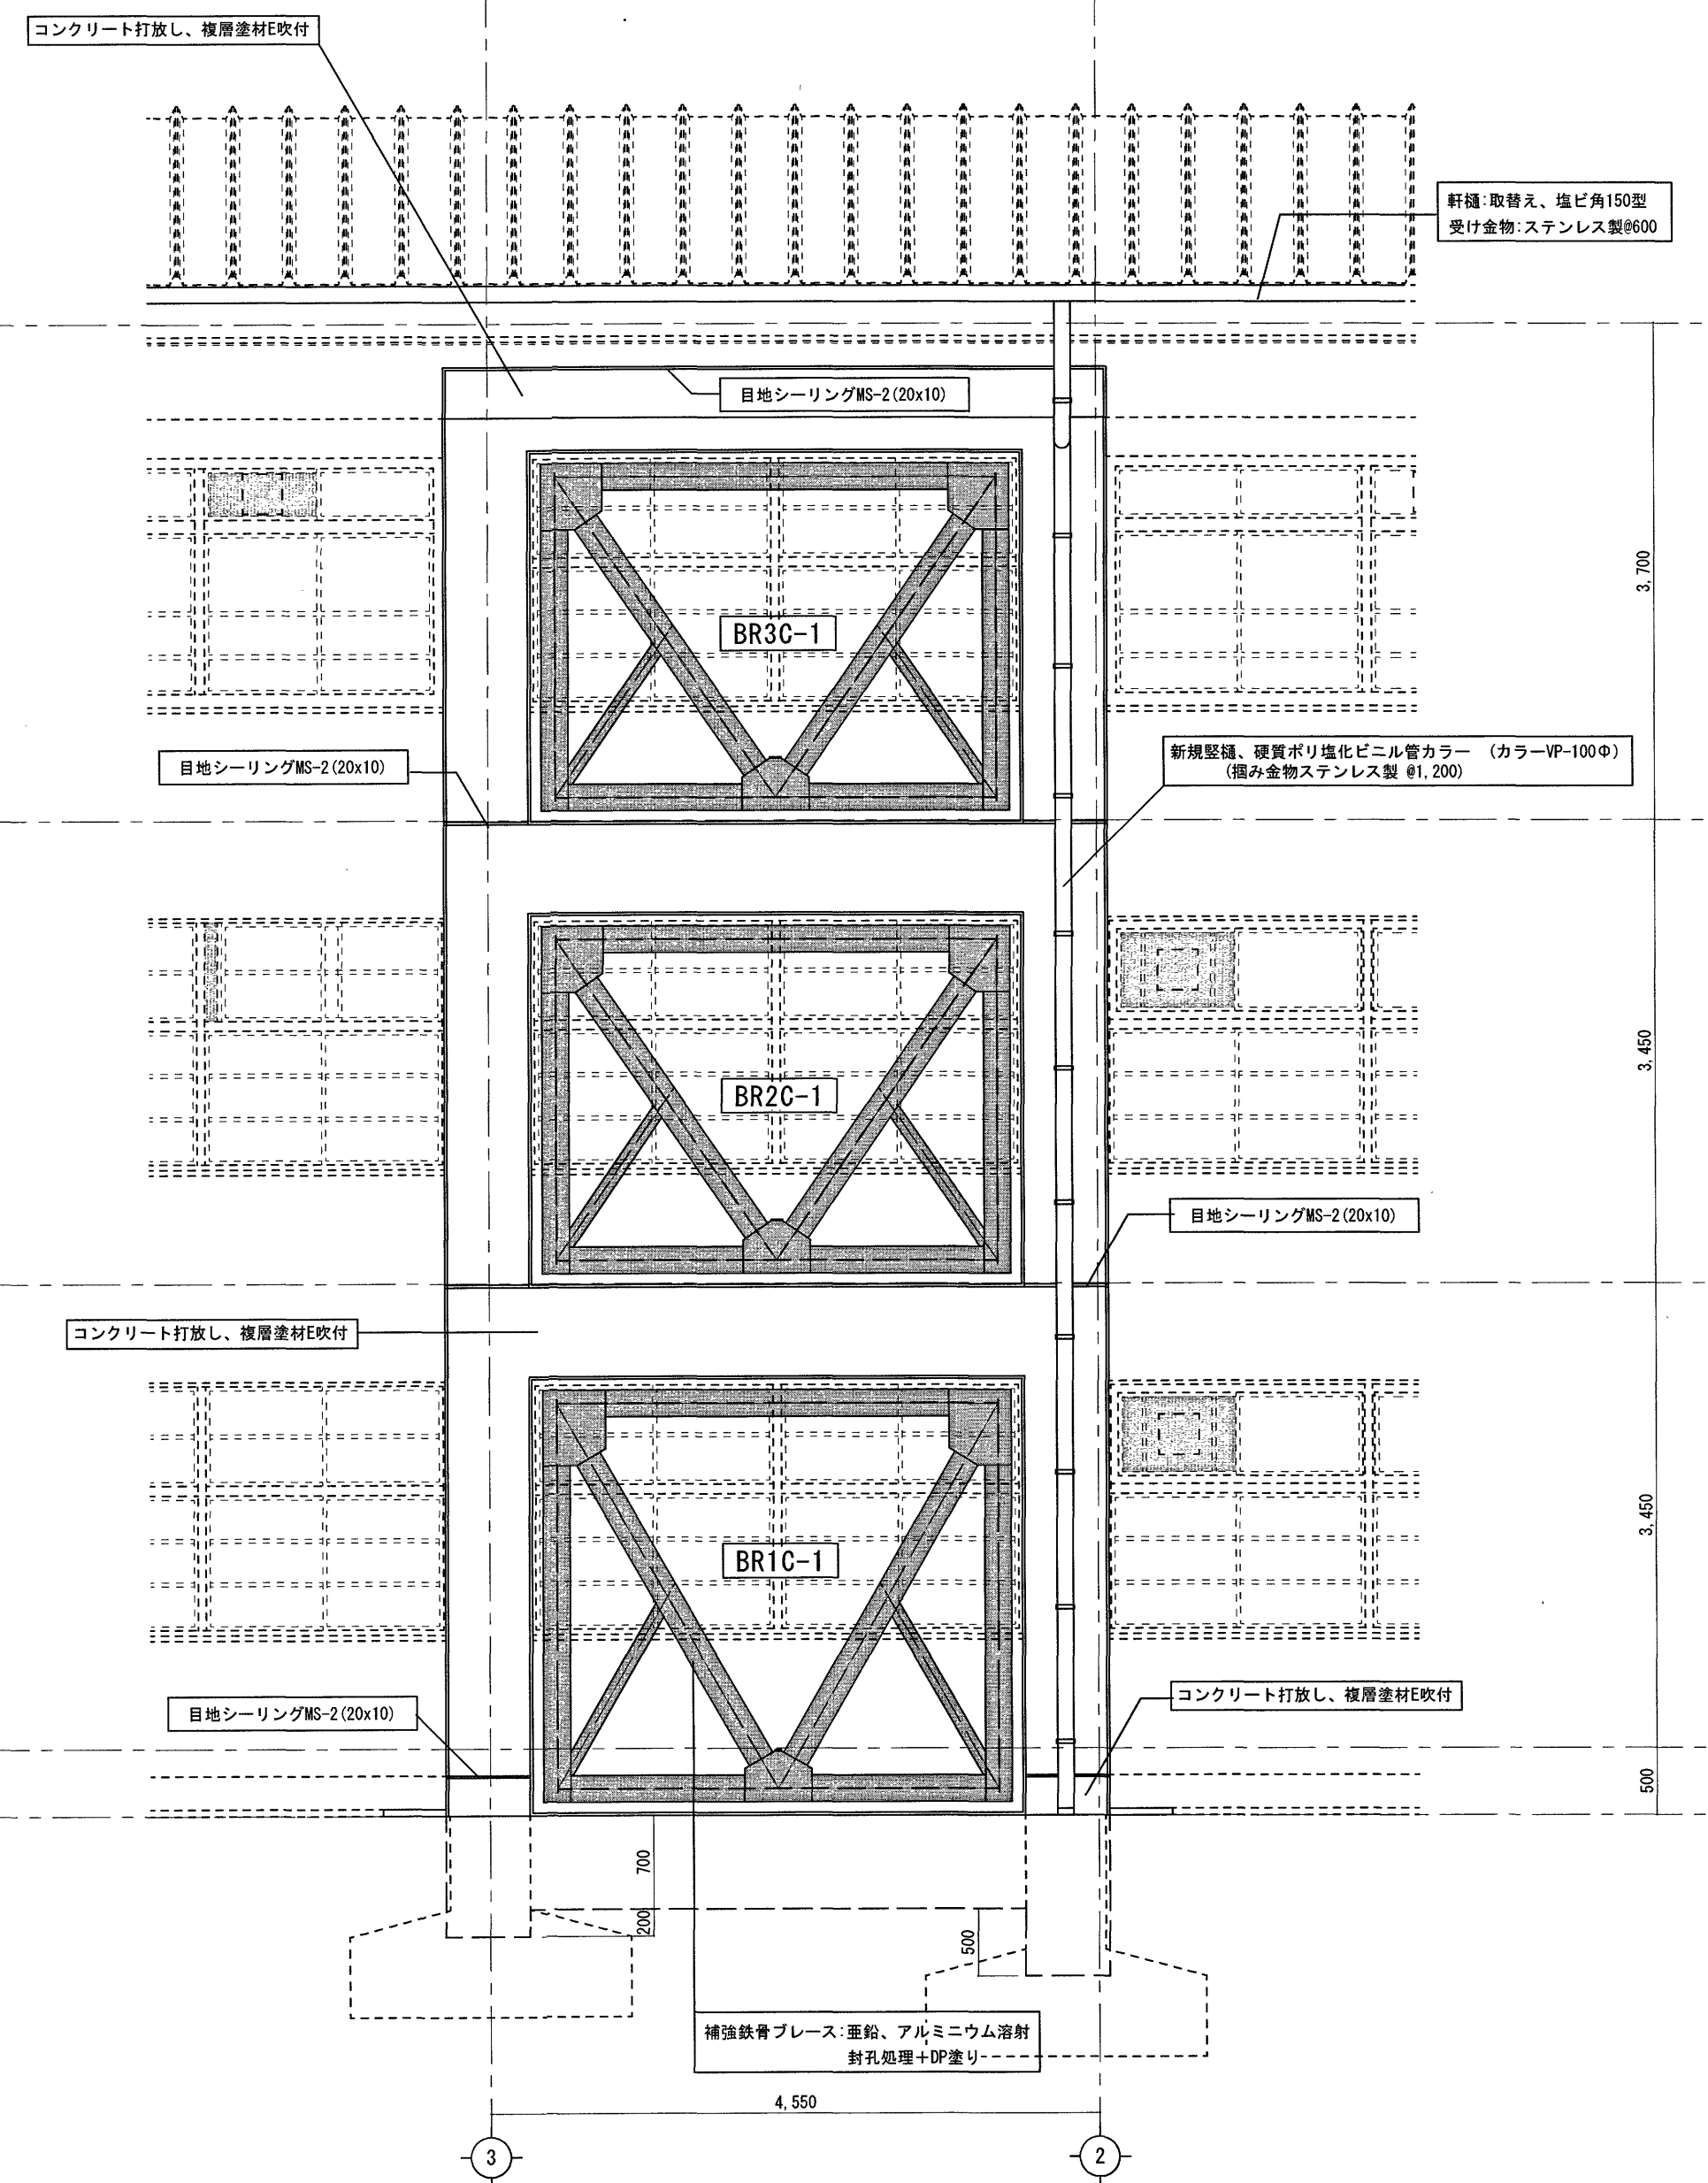 コンクリート打放し、複層塗材E吹付
軒樋:取替え、塩ビ角150型
受け金物:ステンレス製@600
目地シーリングMS-2(20x10)
3,700
BR3C-1
目地シーリングMS-2(20x10)
新規竪樋、硬質ポリ塩化ビニル管カラー (カラーVP-100Φ)
(掴み金物ステンレス製 @1,200)
3,450
BR2C-1
目地シーリングMS-2(20x10)
コンクリート打放し、複層塗材E吹付
3,450
BR1C-1
コンクリート打放し、複層塗材E吹付
目地シーリングMS-2(20x10)
500
700
200
500
補強鉄骨ブレース:亜鉛、アルミニウム溶射
封孔処理+DP塗り
4,550
3
2